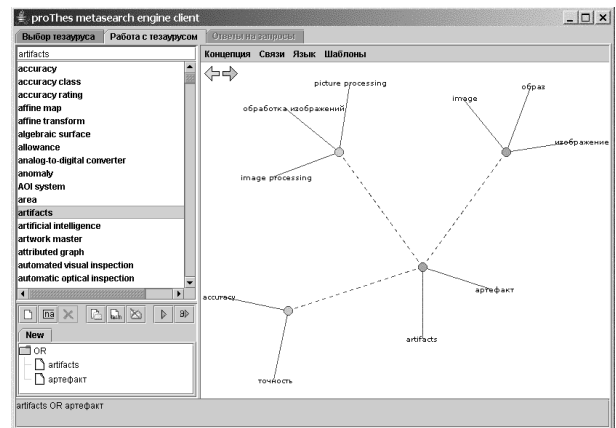 proThes metasearch engine client
Выбор тезауруса Работа с тезаурусом Ответы на запросы
artifacts
accuracy
accuracy class
accuracy rating
affine map
affine transform
algebraic surface
allowance
analog-to-digital converter
anomaly
AOI system
area
artifacts
artificial intelligence
artwork master
attributed graph
automated visual inspection
automatic optical inspection
New
OR
artifacts
артефакт
artifacts OR артефакт
Концепция Связи Язык Шаблоны
picture processing
обработка изображений
image processing
image
образ
изображение
артефакт
artifacts
accuracy
точность